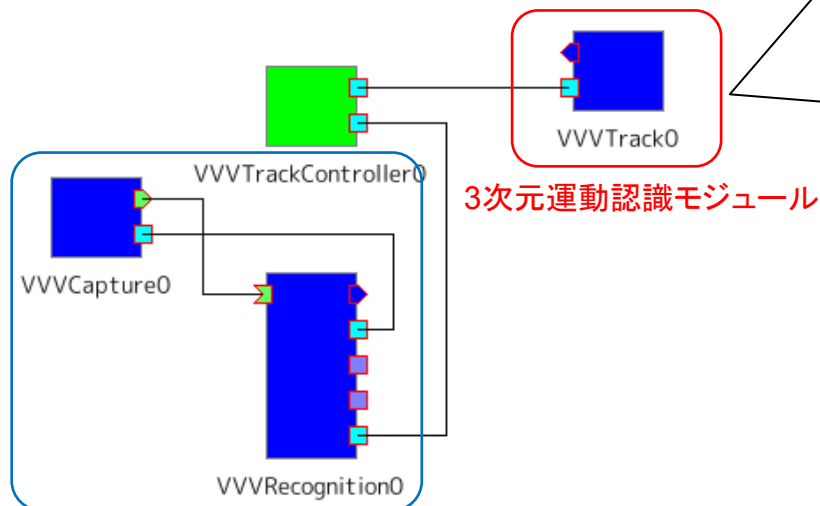 VVVTrack0
VVVTrackController0
3次元運動認識モジュール
VVVCapture0
VVVRecognition0